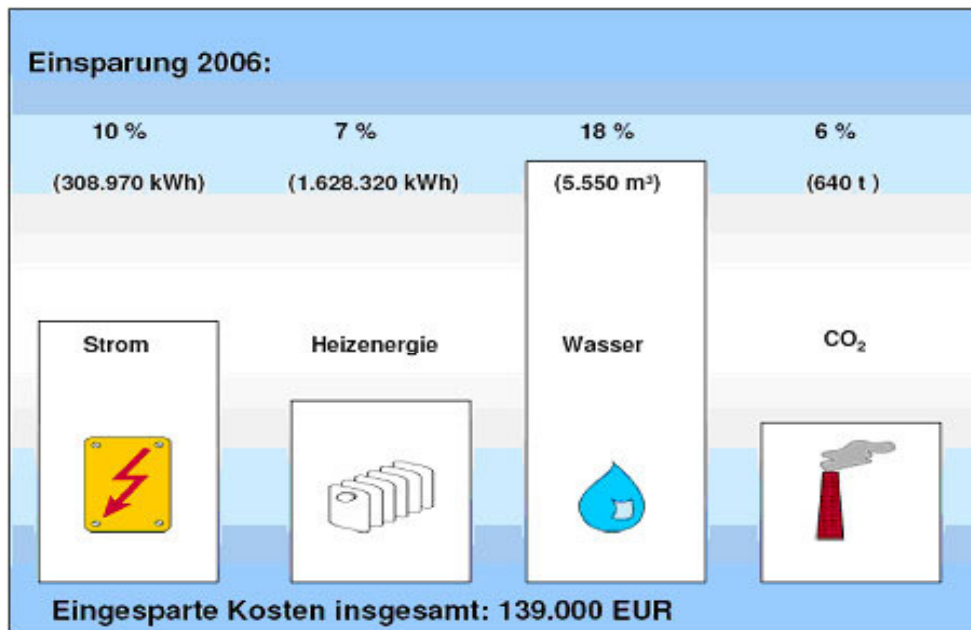 Einsparung 2006:
10 % 7 % 18 % 6 %
(308.970 kWh) (1.628.320 kWh) (5.550 m³) (640 t )
Strom Heizenergie Wasser CO₂
Eingesparte Kosten insgesamt: 139.000 EUR